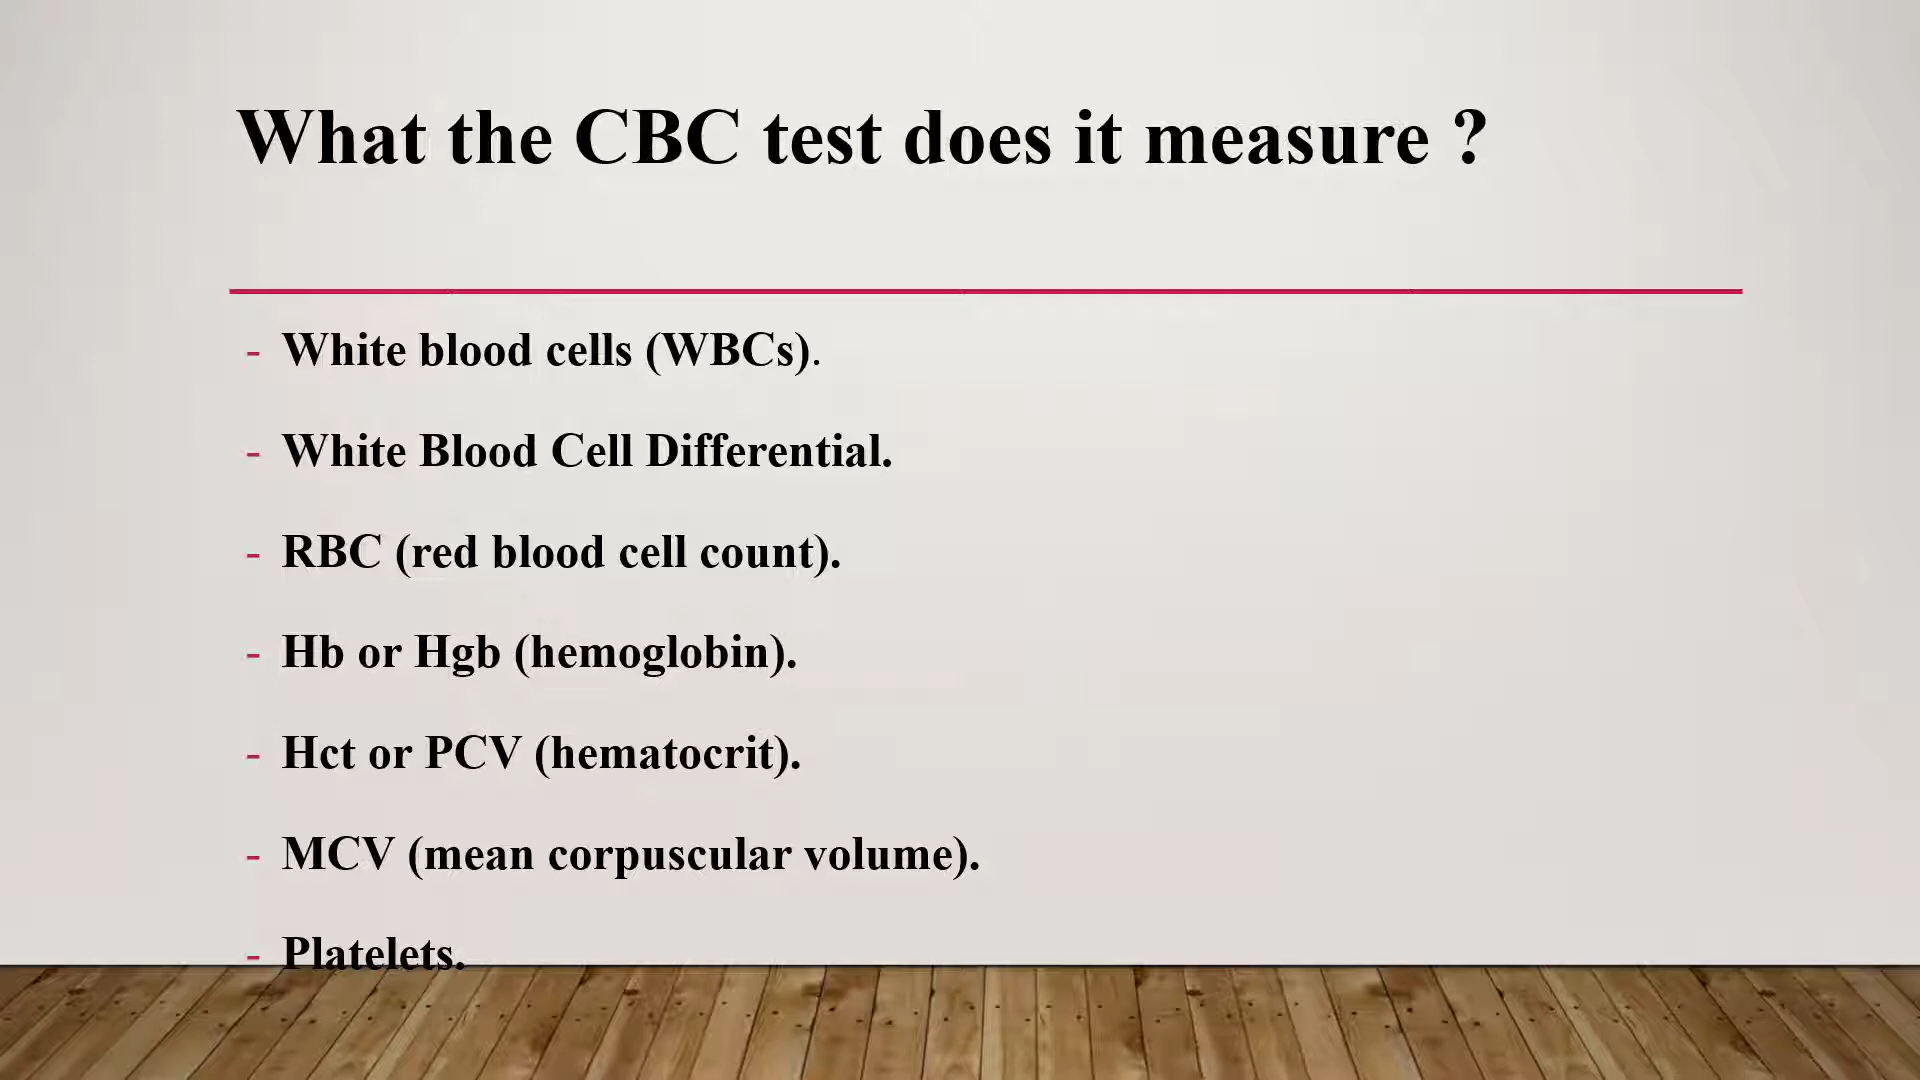 What the CBC test does it measure ?
- White blood cells (WBCs).
- White Blood Cell Differential.
- RBC (red blood cell count).
- Hb or Hgb (hemoglobin).
- Hct or PCV (hematocrit).
- MCV (mean corpuscular volume).
- Platelets.